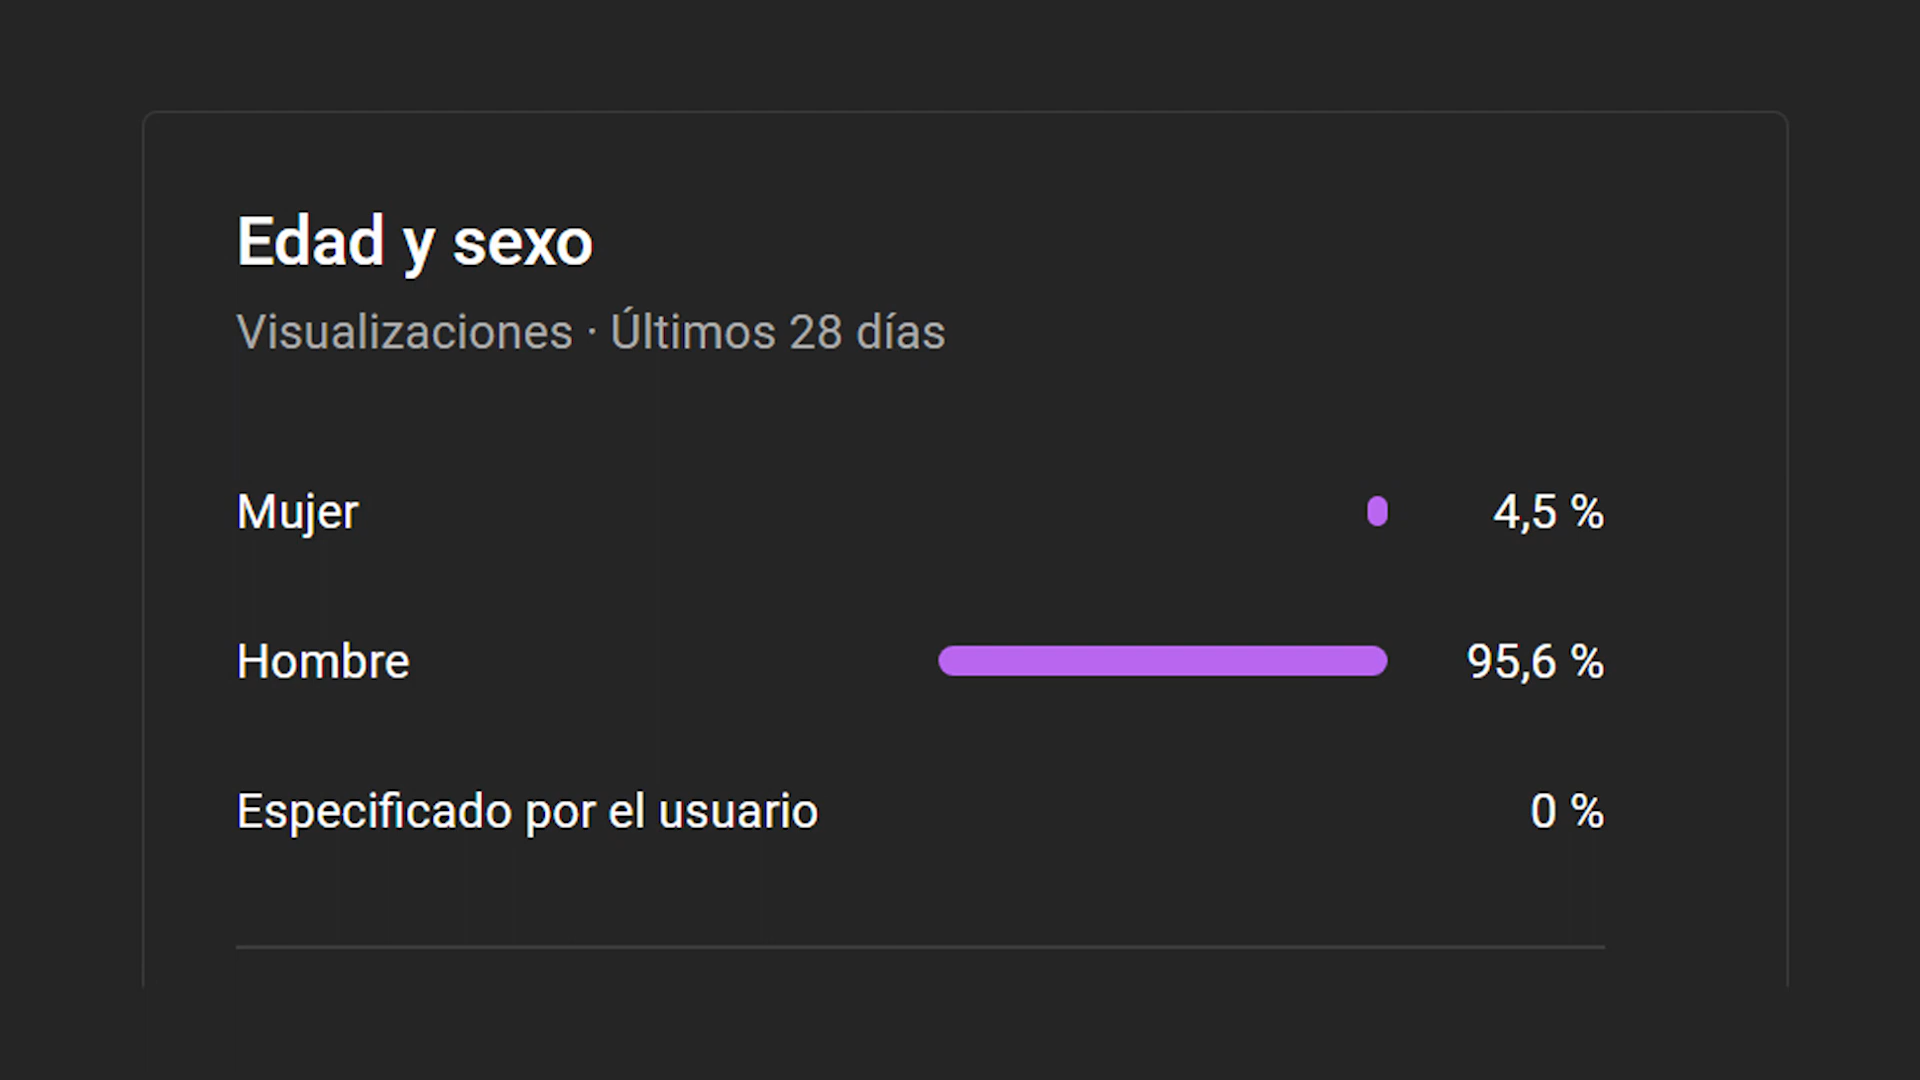 Edad y sexo
Visualizaciones · Últimos 28 días
Mujer 4,5 %
Hombre 95,6 %
Especificado por el usuario 0 %